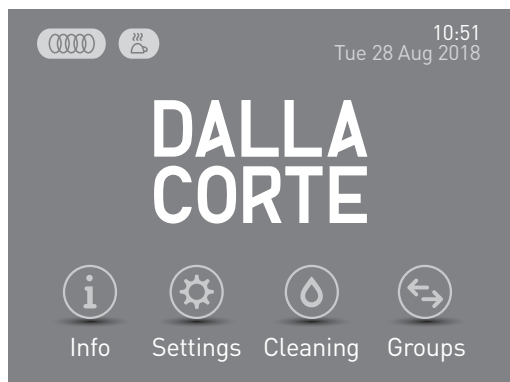 10:51
Tue 28 Aug 2018
DALLA
CORTE
Info Settings Cleaning Groups